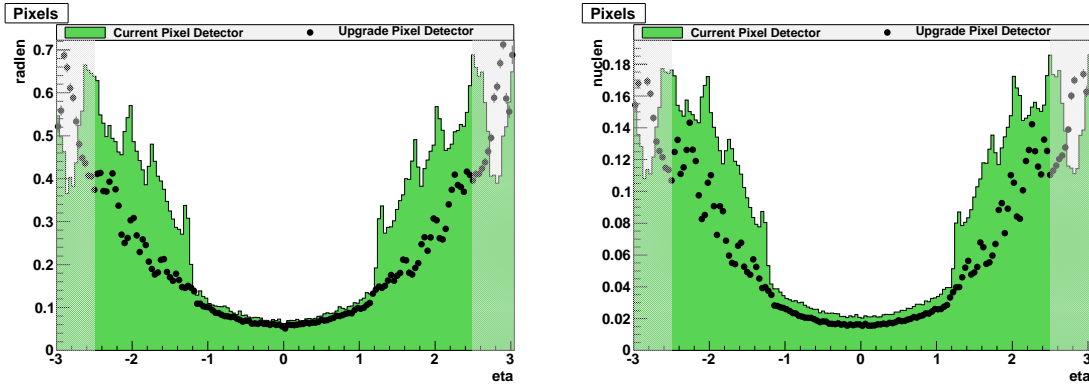 Pixels
Current Pixel Detector Upgrade Pixel Detector
radlen
0.7
0.6
0.5
0.4
0.3
0.2
0.1
0
-3 -2 -1 0 1 2 3
eta
Pixels
Current Pixel Detector Upgrade Pixel Detector
nuclen
0.18
0.16
0.14
0.12
0.1
0.08
0.06
0.04
0.02
0
-3 -2 -1 0 1 2 3
eta